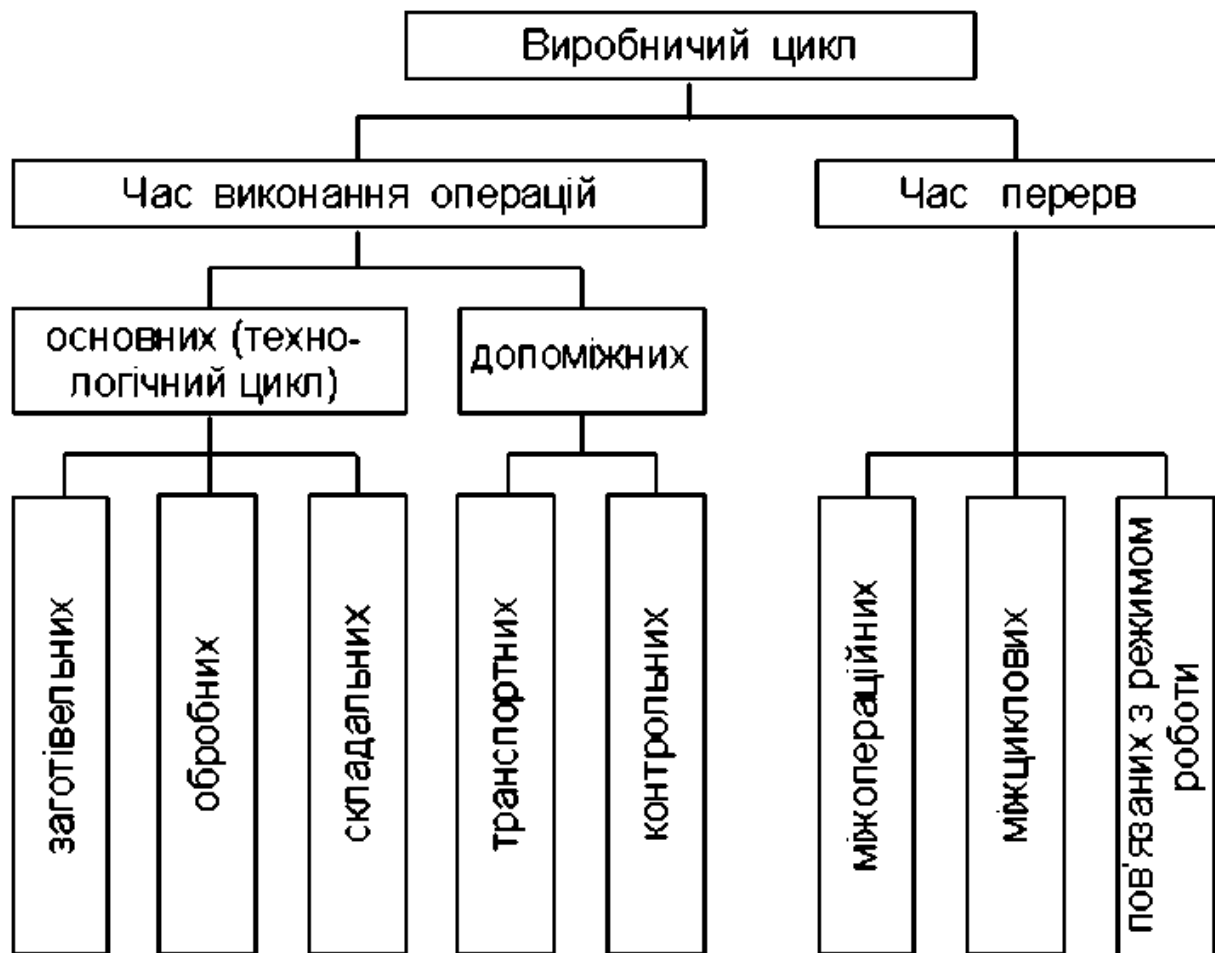 Виробничий цикл
Час виконання операцій
Час перерв
основних (техно-
логічний цикл)
допоміжних
заготівельних
обробних
складальних
транспортних
контрольних
міжопераційних
міжциклових
пов'язаних з режимом
роботи